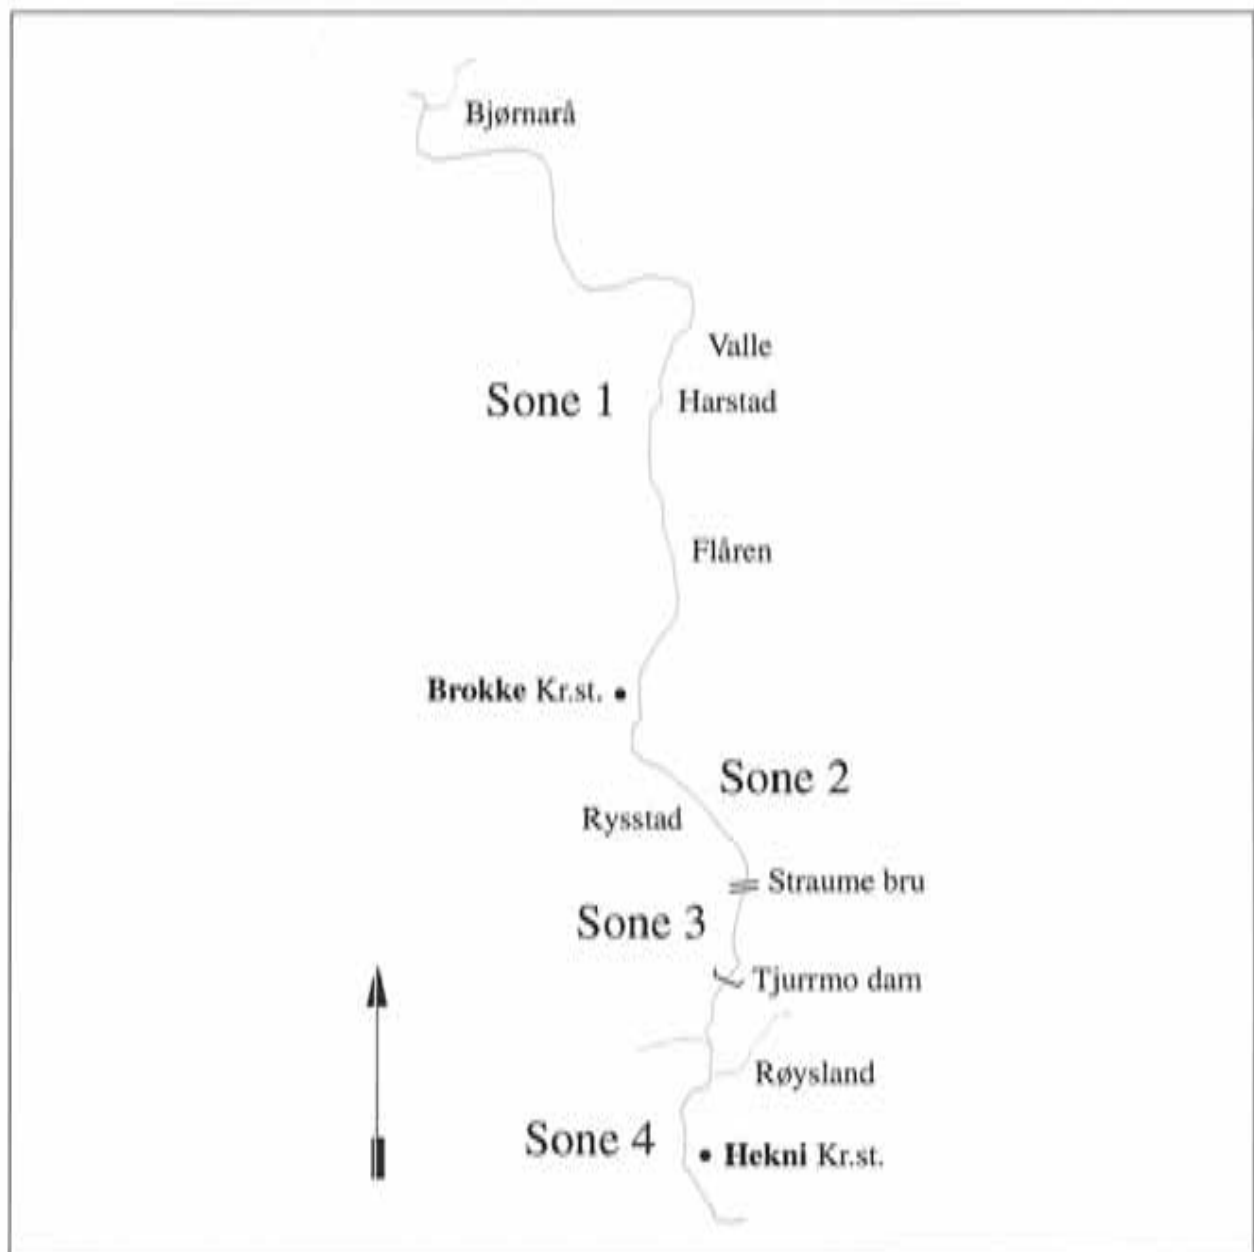 Bjørnarå
Valle
Sone 1
Harstad
Flåren
Brokke Kr.st.
Sone 2
Rysstad
Straume bru
Sone 3
Tjurrmo dam
Røysland
Sone 4
Hekni Kr.st.